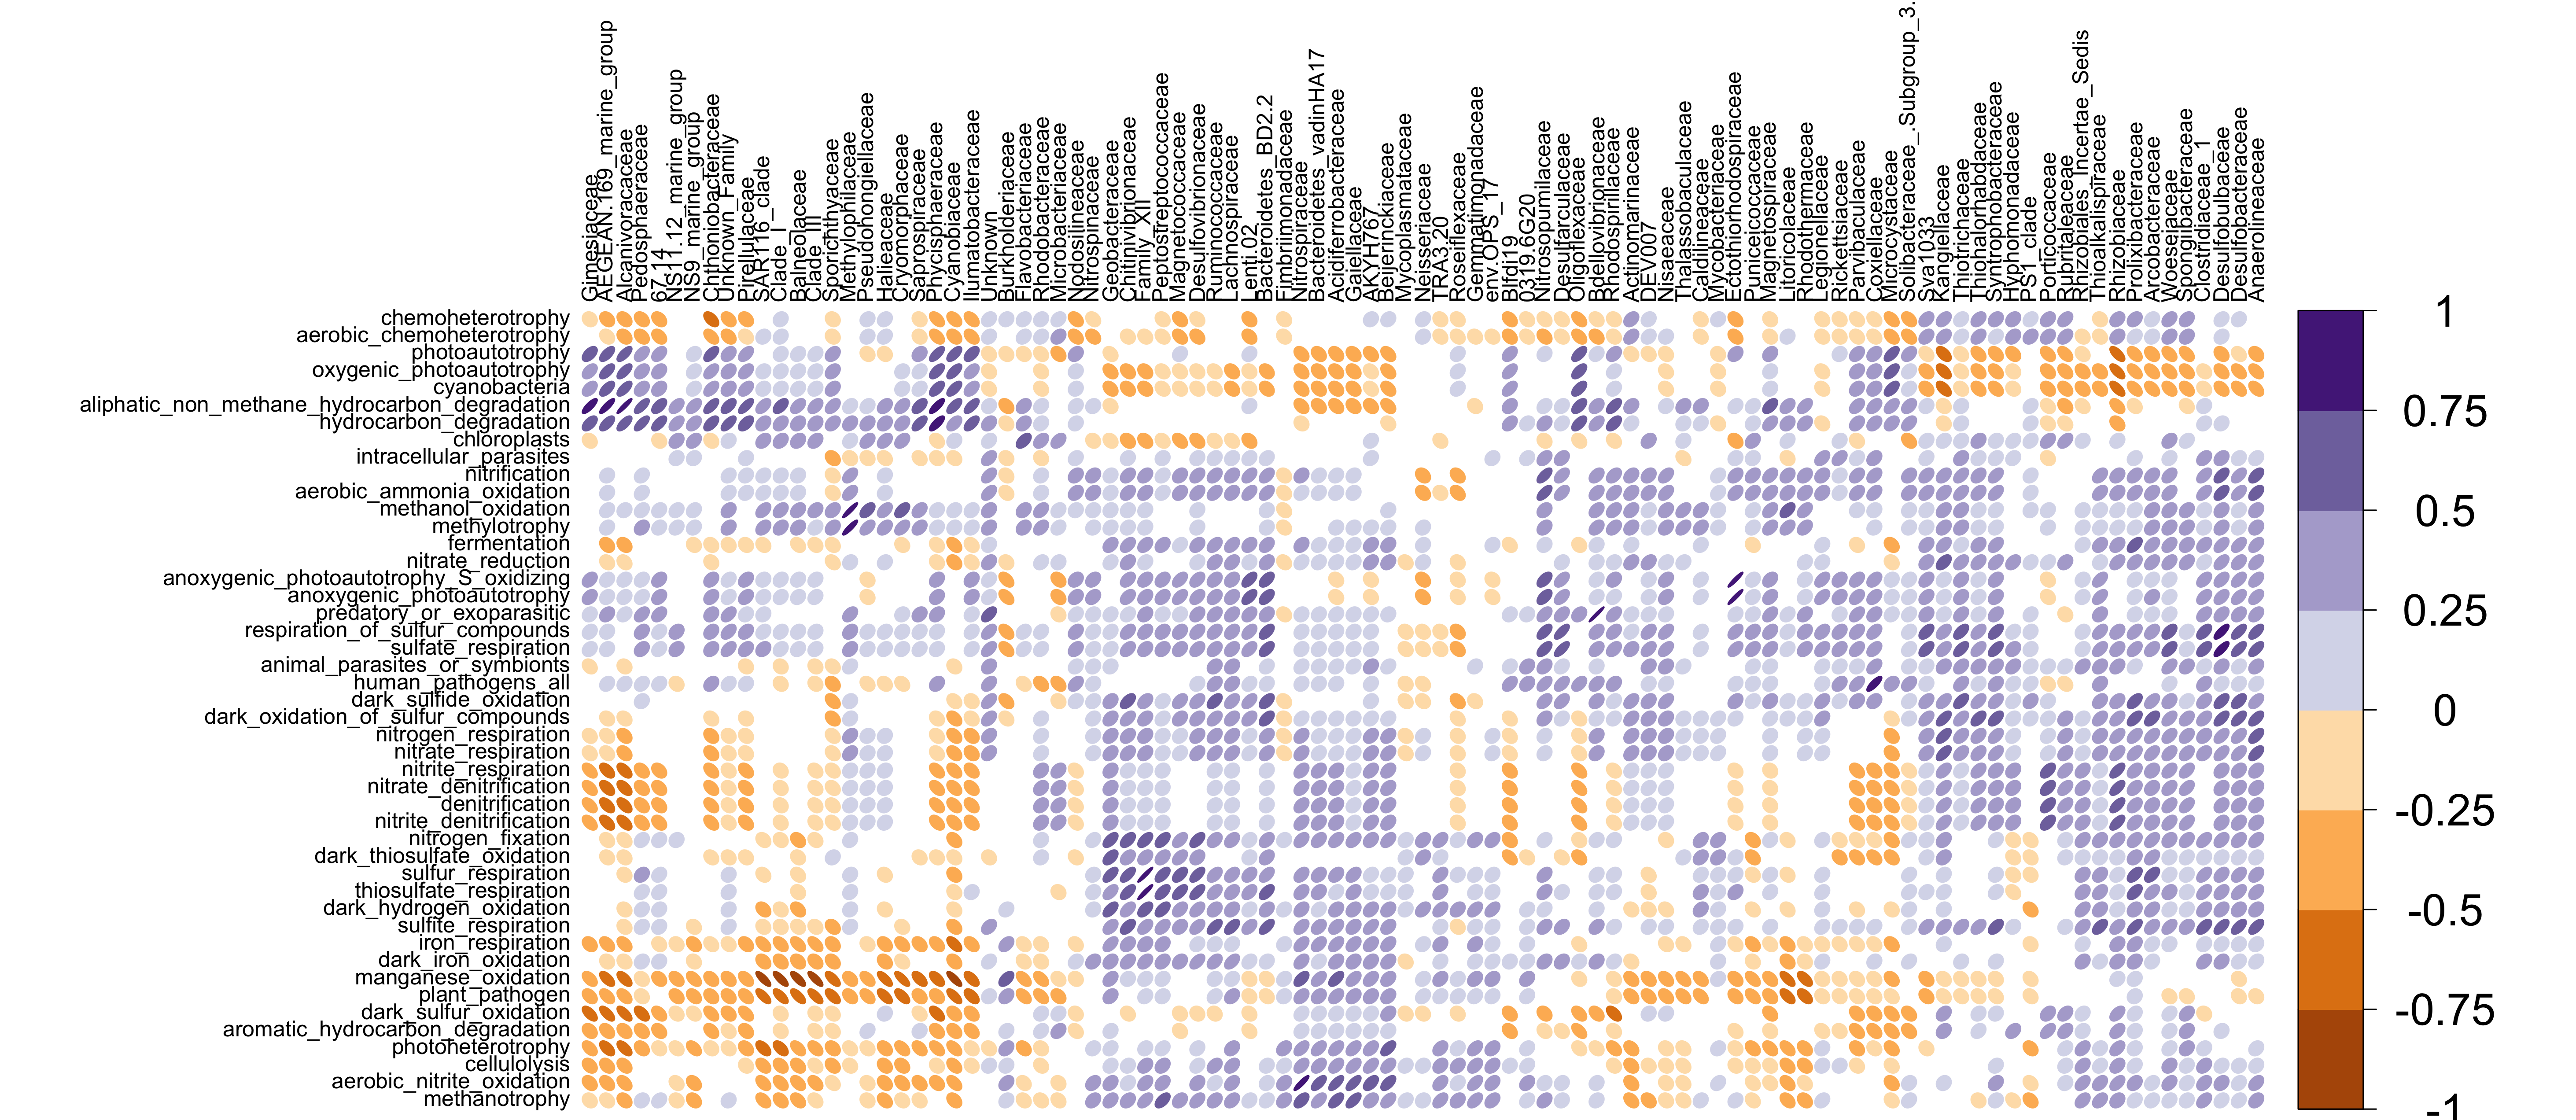 Gimesiaceae
AEGEAN.169_marine_group
Alcanivoracaceae
Pedosphaeraceae
67.14
NS11.12_marine_group
NS9_marine_group
Chthoniobacteraceae
Unknown_Family
Pirellulaceae
SAR116_clade
Clade_I
Balneolaceae
Clade_III
Sporichthyaceae
Methylophilaceae
Pseudohongiellaceae
Halieaceae
Cryomorphaceae
Saprospiraceae
Phycisphaeraceae
Cyanobiaceae
Ilumatobacteraceae
Unknown
Burkholderiaceae
Flavobacteriaceae
Rhodobacteraceae
Microbacteriaceae
Nodosilineaceae
Nitrospinaceae
Geobacteraceae
Chitinivibrionaceae
Family_XII
Peptostreptococcaceae
Magnetococcaceae
Desulfovibrionaceae
Ruminococcaceae
Lachnospiraceae
Lenti.02
Bacteroidetes_BD2.2
Fimbriimonadaceae
Nitrospiraceae
Bacteroidetes_vadinHA17
Acidiferrobacteraceae
Gaiellaceae
AKYH767
Beijerinckiaceae
Mycoplasmataceae
Neisseriaceae
TRA3.20
Roseiflexaceae
Gemmatimonadaceae
env.OPS_17
Blfdi19
0319.6G20
Nitrosopumilaceae
Desulfarculaceae
Oligoflexaceae
Bdellovibrionaceae
Rhodospirillaceae
Actinomarinaceae
DEV007
Nisaeaceae
Thalassobaculaceae
Caldilineaceae
Mycobacteriaceae
Ectothiorhodospiraceae
Puniceicoccaceae
Magnetospiraceae
Litoricolaceae
Rhodothermaceae
Legionellaceae
Rickettsiaceae
Parvibaculaceae
Coxiellaceae
Microcystaceae
Solibacteraceae_.Subgroup_3.
Sva1033
Kangiellaceae
Thiotrichaceae
Thiohalorhabdaceae
Syntrophobacteraceae
Hyphomonadaceae
PS1_clade
Porticoccaceae
Rubritaleaceae
Rhizobiales_Incertae_Sedis
Thioalkalispiraceae
Rhizobiaceae
Prolixibacteraceae
Arcobacteraceae
Woeseiaceae
Spongiibacteraceae
Clostridiaceae_1
Desulfobulbaceae
Desulfobacteraceae
Anaerolineaceae
chemoheterotrophy
aerobic_chemoheterotrophy
photoautotrophy
oxygenic_photoautotrophy
cyanobacteria
aliphatic_non_methane_hydrocarbon_degradation
hydrocarbon_degradation
chloroplasts
intracellular_parasites
nitrification
aerobic_ammonia_oxidation
methanol_oxidation
methylotrophy
fermentation
nitrate_reduction
anoxygenic_photoautotrophy_S_oxidizing
anoxygenic_photoautotrophy
predatory_or_exoparasitic
respiration_of_sulfur_compounds
sulfate_respiration
animal_parasites_or_symbionts
human_pathogens_all
dark_sulfide_oxidation
dark_oxidation_of_sulfur_compounds
nitrogen_respiration
nitrate_respiration
nitrite_respiration
nitrate_denitrification
denitrification
nitrite_denitrification
nitrogen_fixation
dark_thiosulfate_oxidation
sulfur_respiration
thiosulfate_respiration
dark_hydrogen_oxidation
sulfite_respiration
iron_respiration
dark_iron_oxidation
manganese_oxidation
plant_pathogen
dark_sulfur_oxidation
aromatic_hydrocarbon_degradation
photoheterotrophy
cellulolysis
aerobic_nitrite_oxidation
methanotrophy
1
0.75
0.5
0.25
0
-0.25
-0.5
-0.75
-1